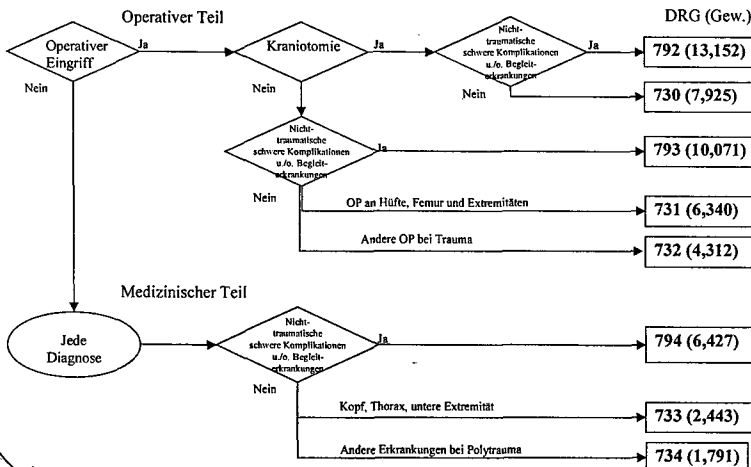 Operativer Teil
DRG (Gew.)
Operativer
Eingriff
Ja
Kraniotomie
Ja
Nicht-
traumatische
schwere Komplikationen
u./o. Begleit-
erkrankungen
Ja
792 (13,152)
Nein
Nein
Nein
730 (7,925)
Nicht-
traumatische
schwere Komplikationen
u./o. Begleit-
erkrankungen
Ja
793 (10,071)
Nein
OP an Hüfte, Femur und Extremitäten
731 (6,340)
Andere OP bei Trauma
732 (4,312)
Medizinischer Teil
Jede
Diagnose
Nicht-
traumatische
schwere Komplikationen
u./o. Begleit-
erkrankungen
Ja
794 (6,427)
Nein
Kopf, Thorax, untere Extremität
733 (2,443)
Andere Erkrankungen bei Polytrauma
734 (1,791)